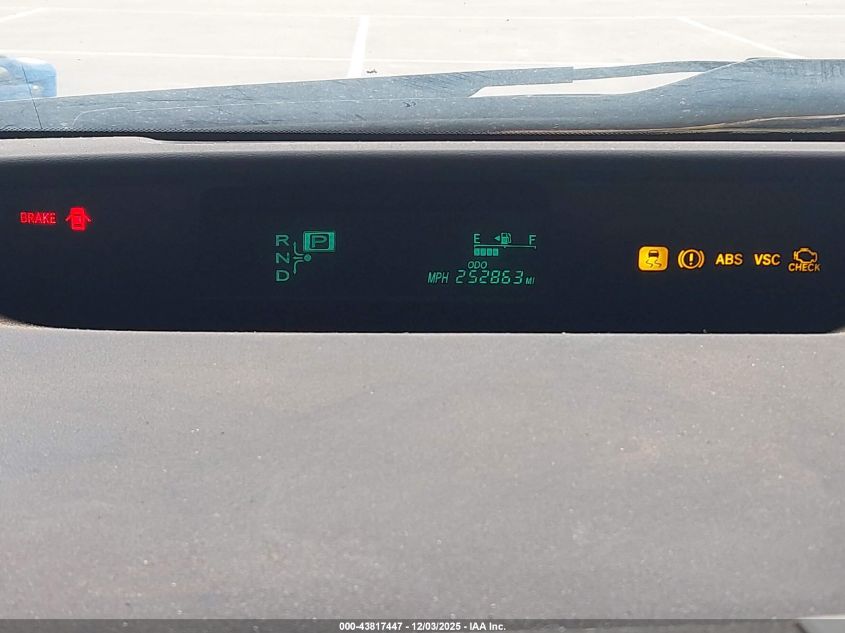 BRAKE
R P
N
D
E F
ODO
MPH 252863 MI
ABS VSC
CHECK
000-43817447 - 12/03/2025 - IAA Inc.